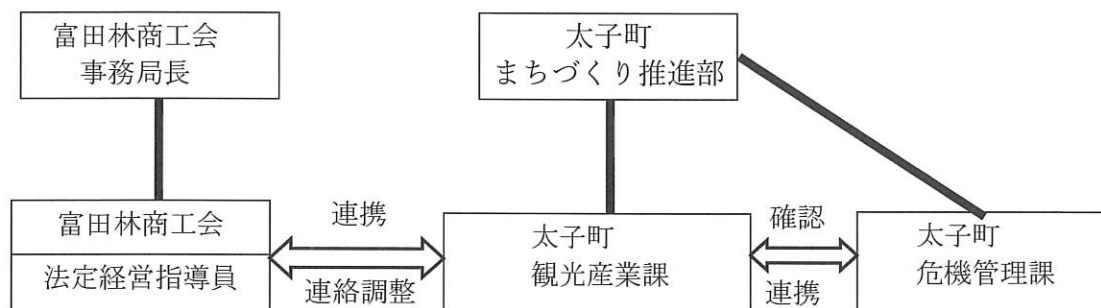 富田林商工会
事務局長
太子町
まちづくり推進部
富田林商工会
法定経営指導員
連携
連絡調整
太子町
観光産業課
確認
連携
太子町
危機管理課